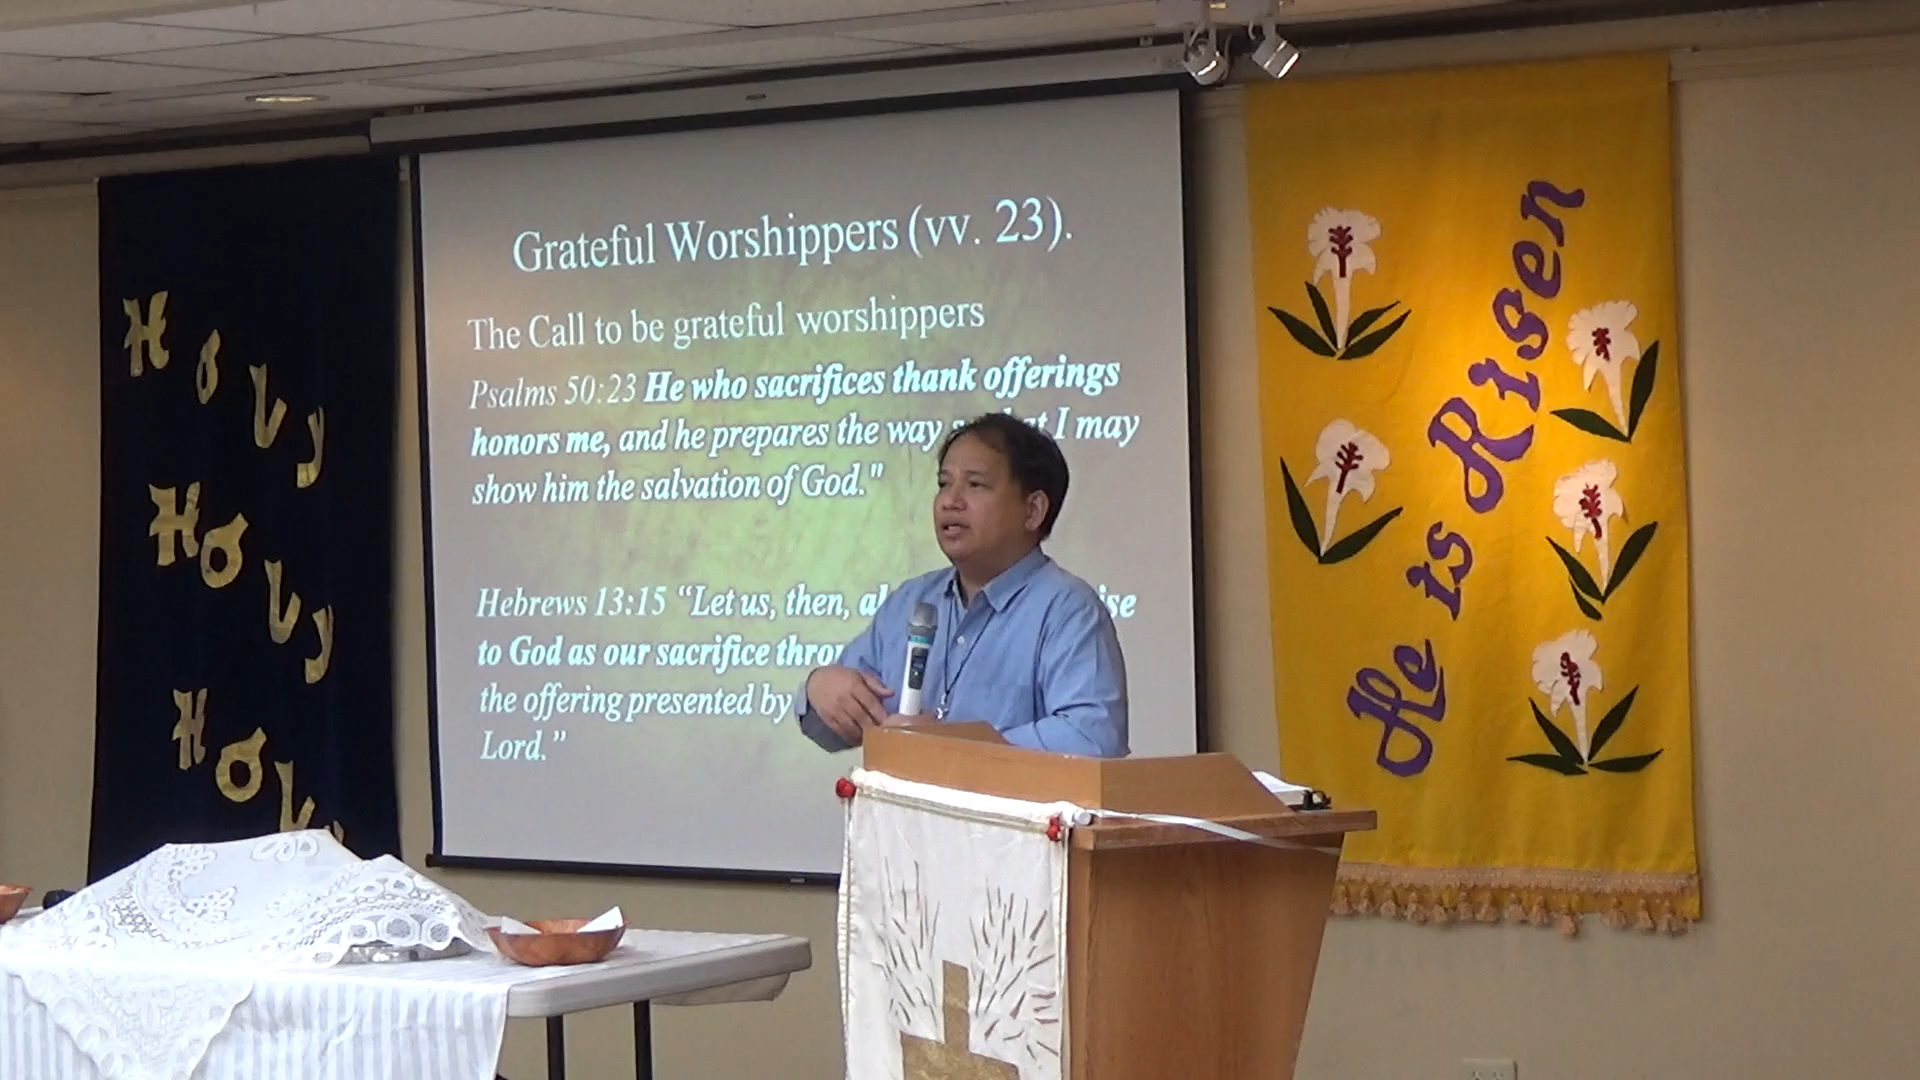 Grateful Worshippers (vv. 23).
The Call to be grateful worshippers
Psalms 50:23 He who sacrifices thank offerings
honors me, and he prepares the way I may
show him the salvation of God."
Hebrews 13:15 “Let us, then,
to God as our sacrifice
the offering presented by
Lord.”
Holy
Holy
Holy
He is Risen